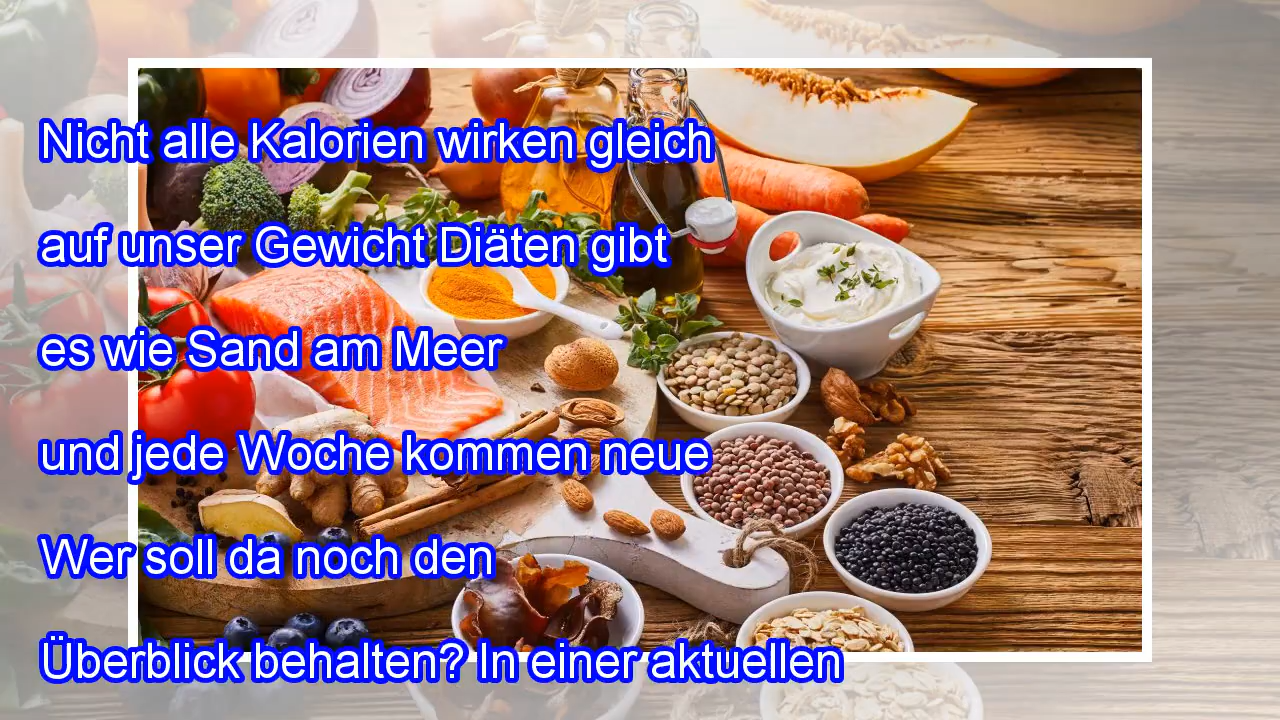 Nicht alle Kalorien wirken gleich
auf unser Gewicht Diäten gibt
es wie Sand am Meer
und jede Woche kommen neue
Wer soll da noch den
Überblick behalten? In einer aktuellen